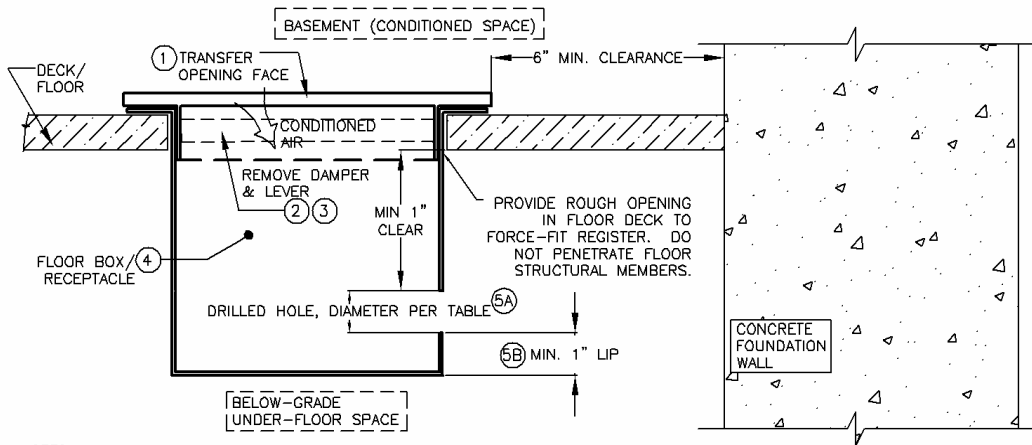 BASEMENT (CONDITIONED SPACE)
1 TRANSFER
OPENING FACE
6" MIN. CLEARANCE
DECK/
FLOOR
CONDITIONED
AIR
REMOVE DAMPER
& LEVER
2 3
MIN 1"
CLEAR
PROVIDE ROUGH OPENING
IN FLOOR DECK TO
FORCE-FIT REGISTER. DO
NOT PENETRATE FLOOR
STRUCTURAL MEMBERS.
FLOOR BOX/ 4
RECEPTACLE
DRILLED HOLE, DIAMETER PER TABLE 5A
5B MIN. 1" LIP
CONCRETE
FOUNDATION
WALL
BELOW-GRADE
UNDER-FLOOR SPACE